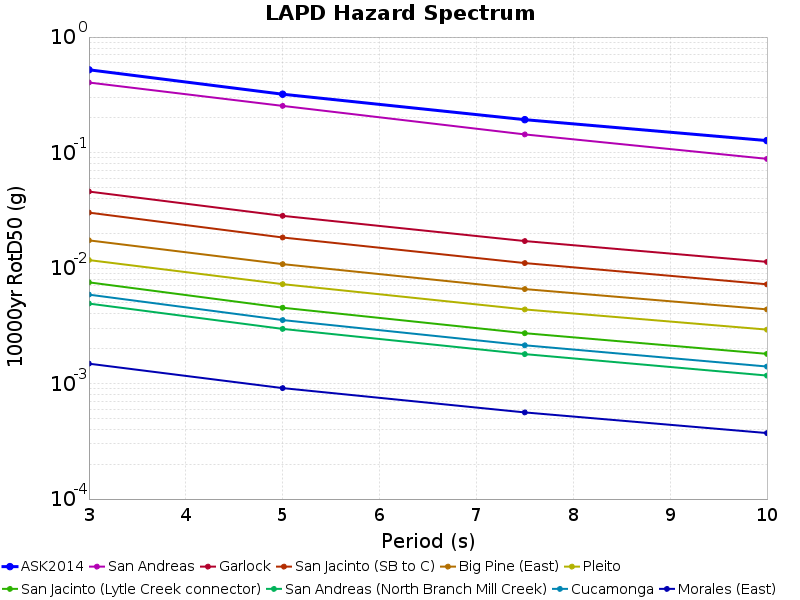 LAPD Hazard Spectrum
10000yr RotD50 (g)
10^0
10^-1
10^-2
10^-3
10^-4
3 4 5 6 7 8 9 10
Period (s)
ASK2014 San Andreas Garlock San Jacinto (SB to C) Big Pine (East) Pleito
San Jacinto (Lytle Creek connector) San Andreas (North Branch Mill Creek) Cucamonga Morales (East)